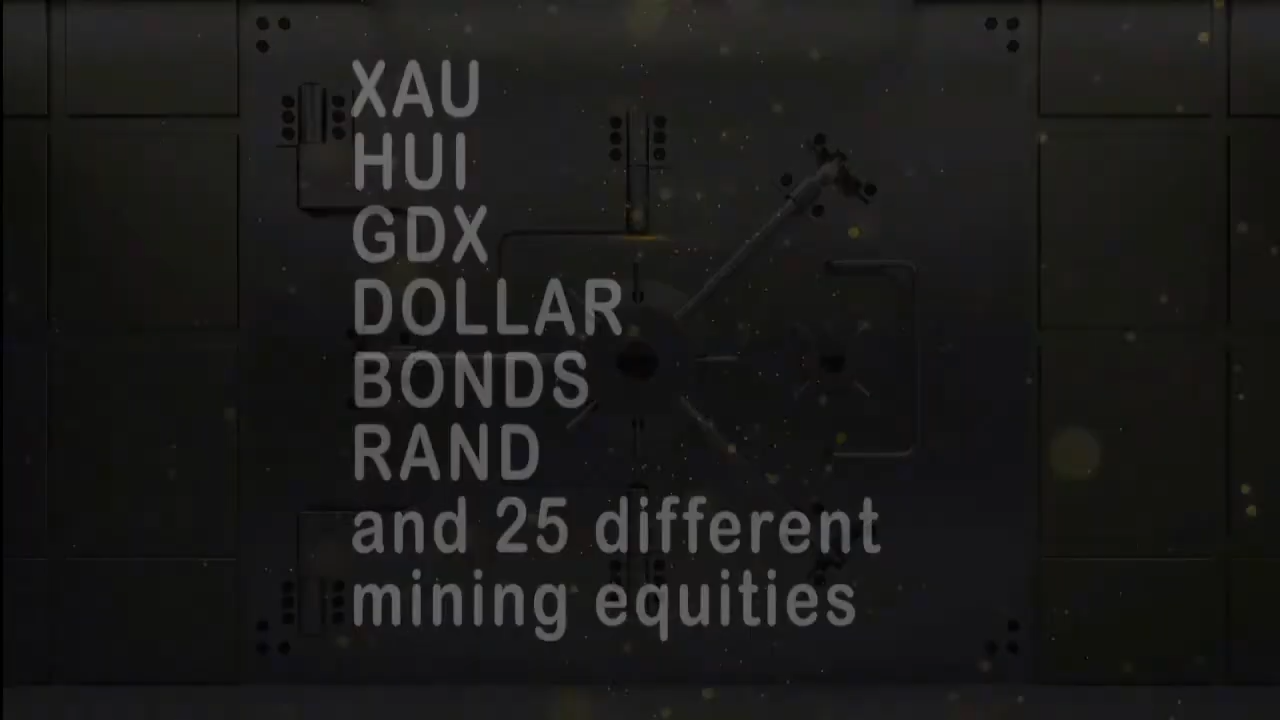 XAU
HUI
GDX
DOLLAR
BONDS
RAND
and 25 different
mining equities